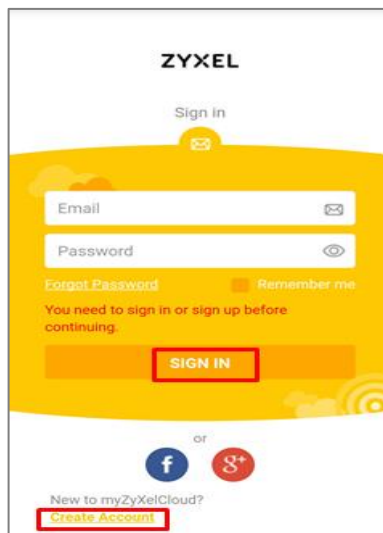 ZYXEL
Sign in
Email
Password
Forgot Password Remember me
You need to sign in or sign up before
continuing.
SIGN IN
or
f 8+
New to myZyXelCloud?
Create Account